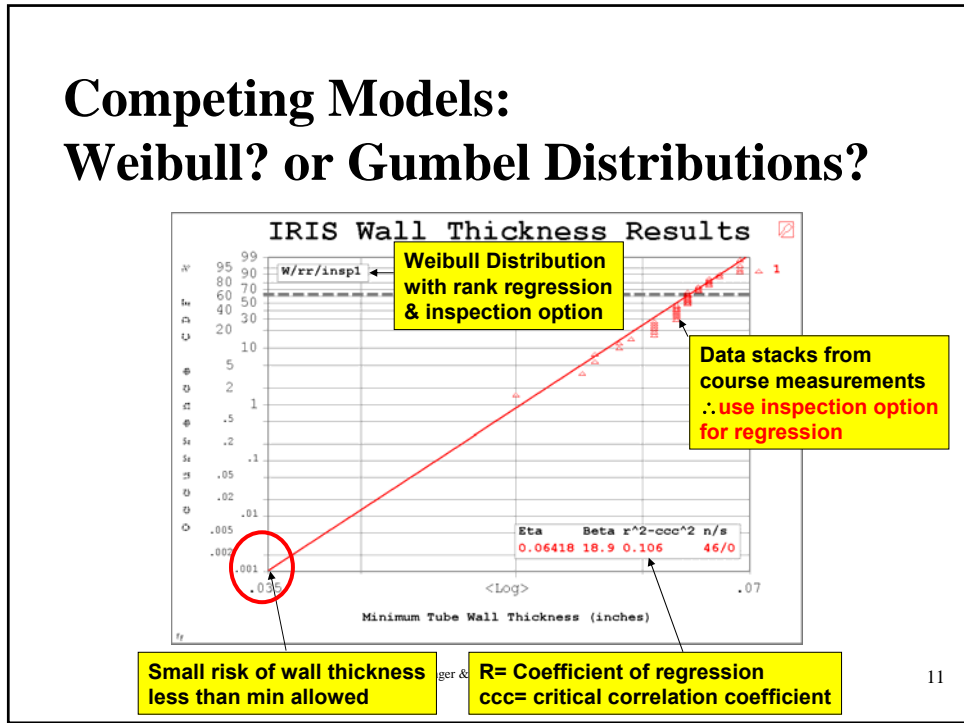 Competing Models:
Weibull? or Gumbel Distributions?
IRIS Wall Thickness Results
W/rr/insp1
Weibull Distribution
with rank regression
& inspection option
99
95
90
80
70
60
50
40
30
20
10
5
2
1
.5
.2
.1
.05
.02
.01
.005
.002
.001
1
Data stacks from
course measurements
∴use inspection option
for regression
Eta Beta r^2-ccc^2 n/s
0.06418 18.9 0.106 46/0
.035 <Log> .07
Minimum Tube Wall Thickness (inches)
Small risk of wall thickness
less than min allowed
&
R= Coefficient of regression
ccc= critical correlation coefficient
11